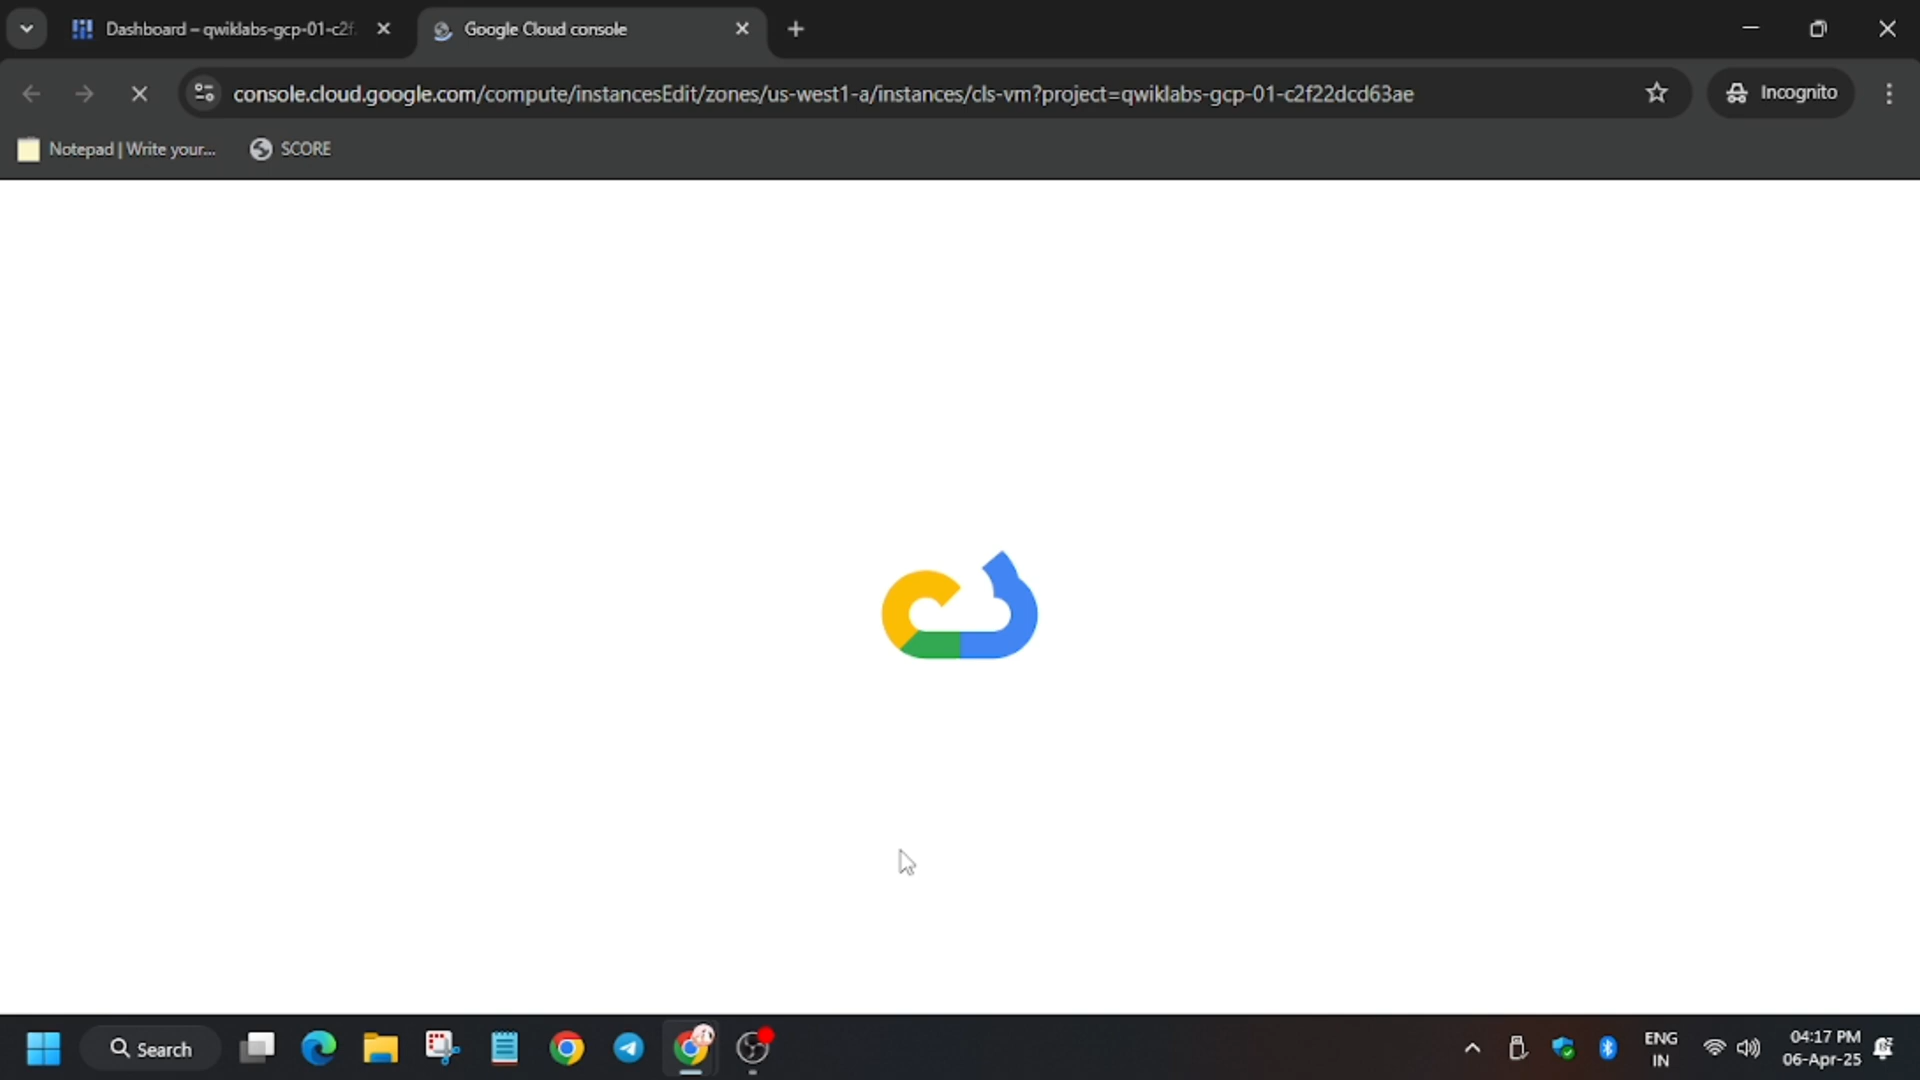 Dashboard – qwiklabs-gcp-01-c2f
Google Cloud console
console.cloud.google.com/compute/instancesEdit/zones/us-west1-a/instances/cls-vm?project=qwiklabs-gcp-01-c2f22dcd63ae
Incognito
Notepad | Write your...
SCORE
Search
ENG
IN
04:17 PM
06-Apr-25